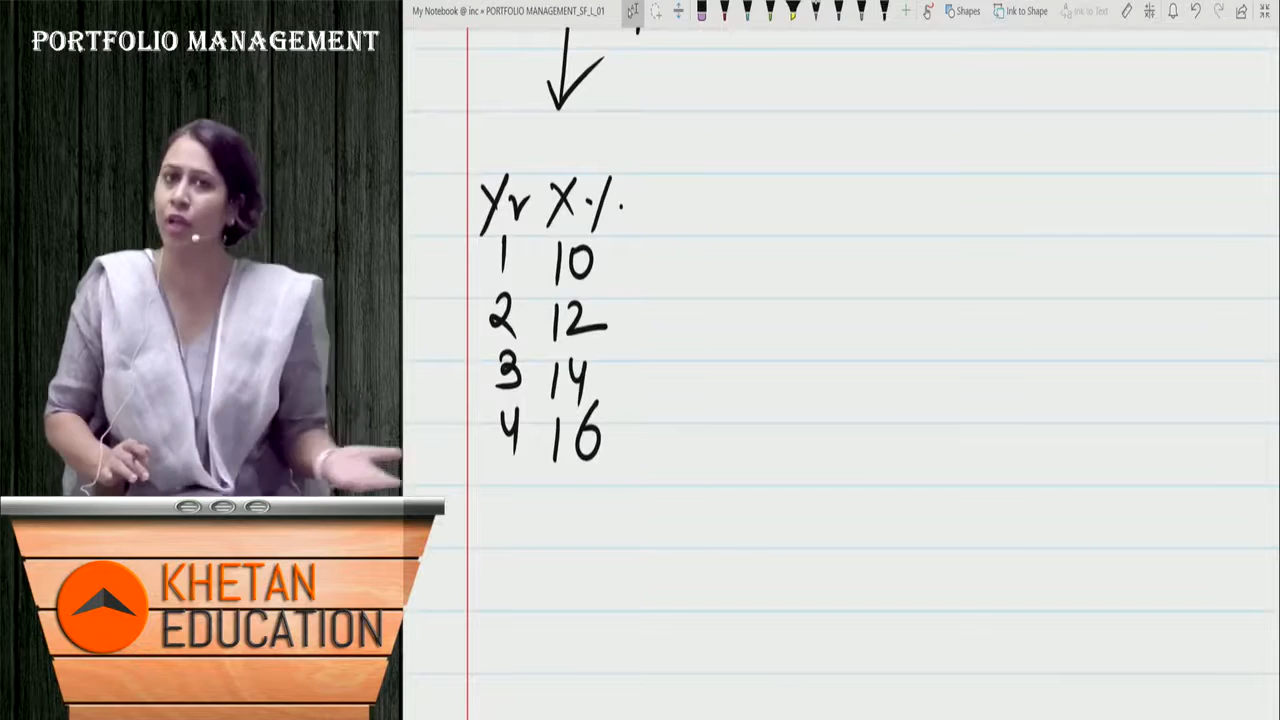 PORTFOLIO MANAGEMENT
My Notebook @ inc » PORTFOLIO MANAGEMENT_SF_L_01
Shapes
Ink to Shape
Ink to Text
Yr X%.
1 10
2 12
3 14
4 16
KHETAN
EDUCATION